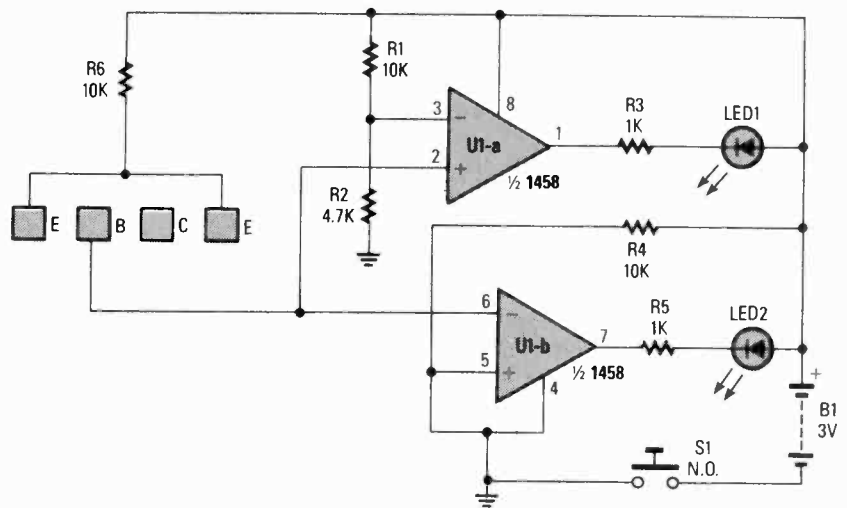 R6
10K
R1
10K
3
−
8
U1-a
1
2
+
½ 1458
R3
1K
LED1
E
B
C
E
R2
4.7K
R4
10K
6
−
U1-b
7
5
+
4
½ 1458
R5
1K
LED2
+
B1
3V
S1
N.O.